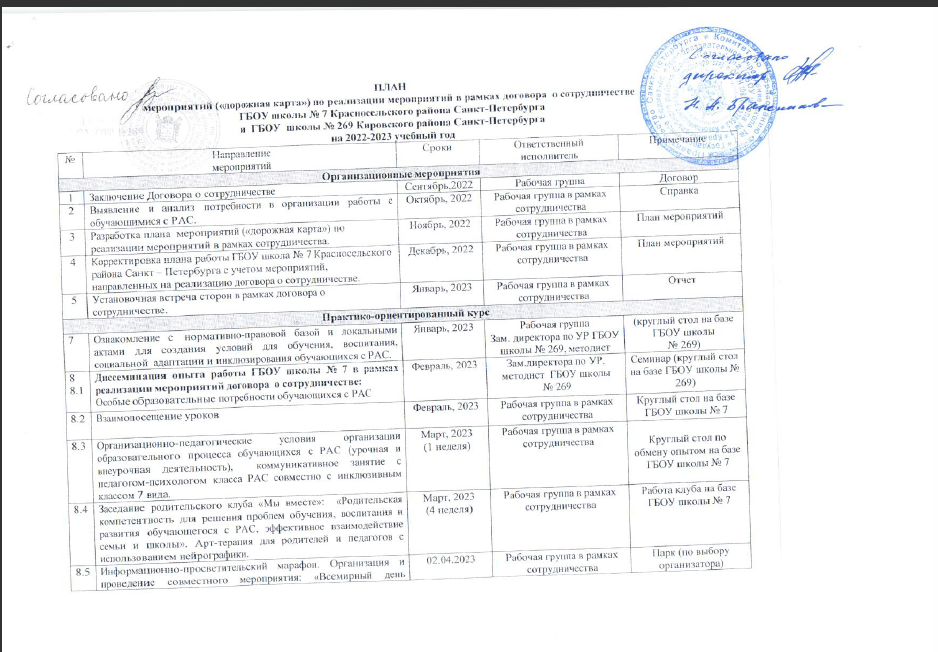 Согласовано
Согласовано
директор
ПЛАН
мероприятий («дорожная карта») по реализации мероприятий в рамках договора о сотрудничестве
ГБОУ школы № 7 Красносельского района Санкт-Петербурга
и ГБОУ школы № 269 Кировского района Санкт-Петербурга
на 2022-2023 учебный год
№ Направление мероприятий Сроки Ответственный исполнитель Примечание
Организационные мероприятия
1 Заключение Договора о сотрудничестве Сентябрь,2022 Рабочая группа Договор
2 Выявление и анализ потребности в организации работы с Октябрь, 2022 Рабочая группа в рамках Справка
обучающимися с РАС. сотрудничества
3 Разработка плана мероприятий («дорожная карта») по Ноябрь, 2022 Рабочая группа в рамках План мероприятий
реализации мероприятий в рамках сотрудничества. сотрудничества
4 Корректировка плана работы ГБОУ школа № 7 Красносельского Декабрь, 2022 Рабочая группа в рамках План мероприятий
района Санкт – Петербурга с учетом мероприятий, сотрудничества
направленных на реализацию договора о сотрудничестве.
5 Установочная встреча сторон в рамках договора о Январь, 2023 Рабочая группа в рамках Отчет
сотрудничестве. сотрудничества
Практико-ориентированный курс
7 Ознакомление с нормативно-правовой базой и локальными Январь, 2023 Рабочая группа (круглый стол на базе
актами для создания условий для обучения, воспитания, Зам. директора по УР ГБОУ ГБОУ школы
социальной адаптации и инклюзирования обучающихся с РАС. школы № 269, методист № 269)
8 Диссеминация опыта работы ГБОУ школы № 7 в рамках Февраль, 2023 Зам.директора по УР, Семинар (круглый стол
8.1 реализации мероприятий договора о сотрудничестве: методист ГБОУ школы на базе ГБОУ школы №
Особые образовательные потребности обучающихся с РАС № 269 269)
8.2 Взаимопосещение уроков Февраль, 2023 Рабочая группа в рамках Круглый стол на базе
сотрудничества ГБОУ школы № 7
8.3 Организационно-педагогические условия организации Март, 2023 Рабочая группа в рамках
образовательного процесса обучающихся с РАС (урочная и (1 неделя) сотрудничества Круглый стол по
внеурочная деятельность), коммуникативное занятие с обмену опытом на базе
педагогом-психологом класса РАС совместно с инклюзивным ГБОУ школы № 7
классом 7 вида.
8.4 Заседание родительского клуба «Мы вместе»: «Родительская Март, 2023 Рабочая группа в рамках Работа клуба на базе
компетентность для решения проблем обучения, воспитания и (4 неделя) сотрудничества ГБОУ школы № 7
развития обучающегося с РАС, эффективное взаимодействие
семьи и школы». Арт-терапия для родителей и педагогов с
использованием нейрографики.
8.5 Информационно-просветительский марафон. Организация и 02.04.2023 Рабочая группа в рамках Парк (по выбору
проведение совместного мероприятия: «Всемирный день сотрудничества организатора)